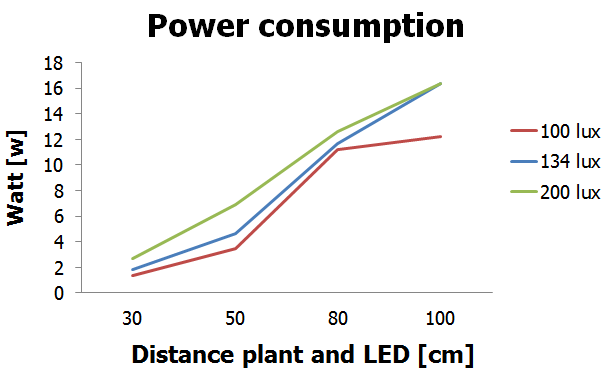 Power consumption
18
16
14
12
10
8
6
4
2
0
Watt [w]
30 50 80 100
Distance plant and LED [cm]
100 lux
134 lux
200 lux